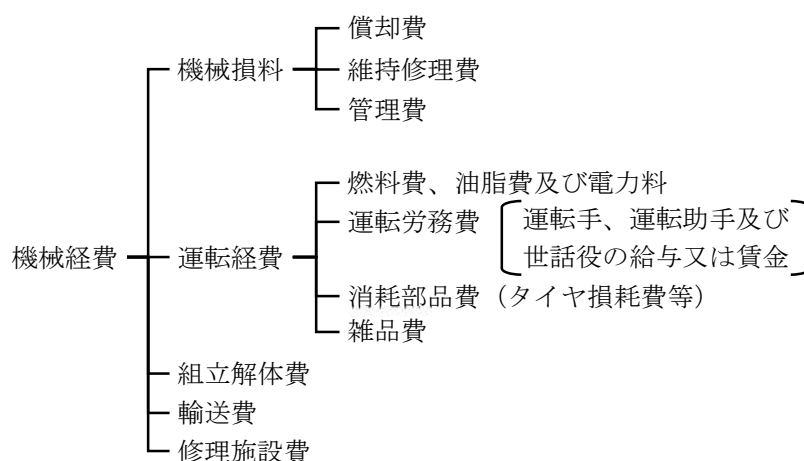 償却費
機械損料
維持修理費
管理費
燃料費、油脂費及び電力料
運転労務費
運転手、運転助手及び
世話役の給与又は賃金
機械経費
運転経費
消耗部品費（タイヤ損耗費等）
雑品費
組立解体費
輸送費
修理施設費